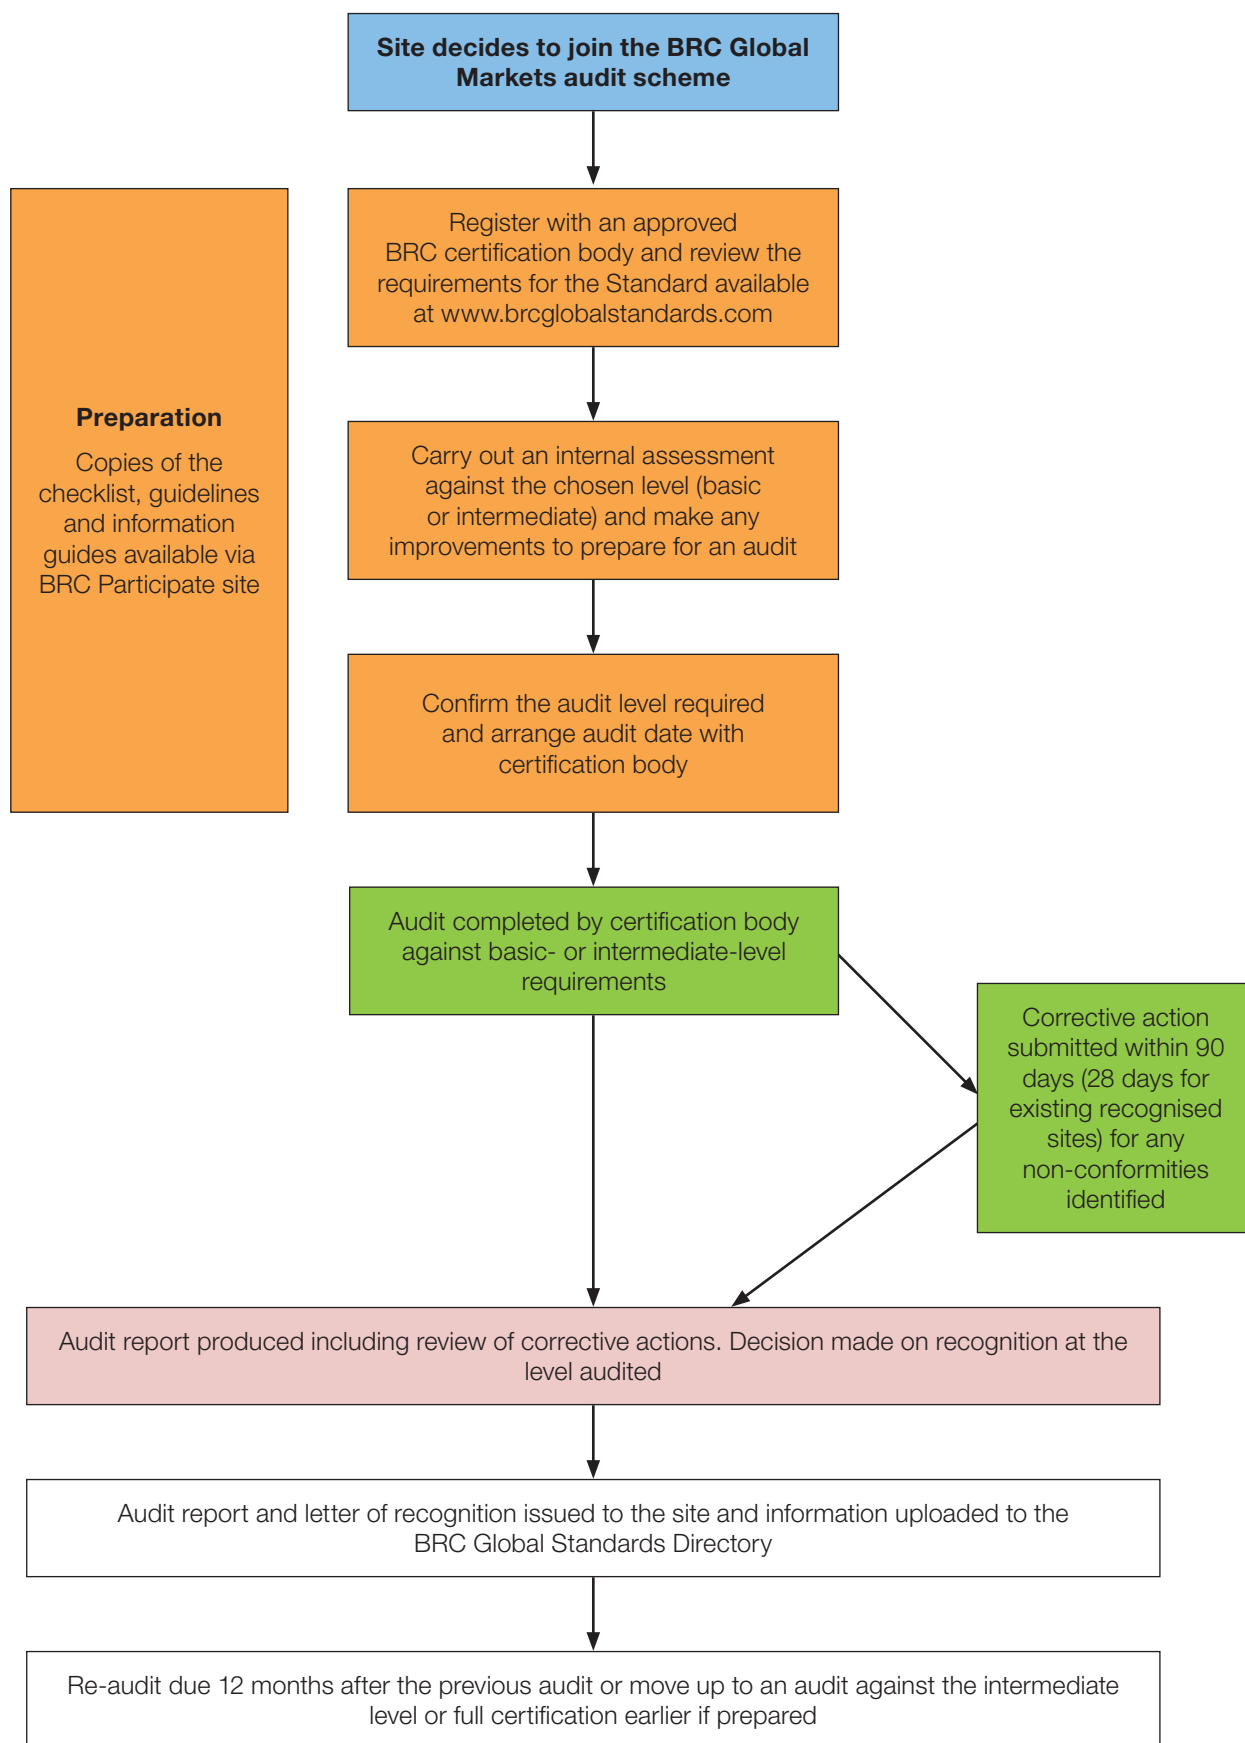 Site decides to join the BRC Global
Markets audit scheme
Register with an approved
BRC certification body and review the
requirements for the Standard available
at www.brcglobalstandards.com
Preparation
Copies of the
checklist, guidelines
and information
guides available via
BRC Participate site
Carry out an internal assessment
against the chosen level (basic
or intermediate) and make any
improvements to prepare for an audit
Confirm the audit level required
and arrange audit date with
certification body
Audit completed by certification body
against basic- or intermediate-level
requirements
Corrective action
submitted within 90
days (28 days for
existing recognised
sites) for any
non-conformities
identified
Audit report produced including review of corrective actions. Decision made on recognition at the
level audited
Audit report and letter of recognition issued to the site and information uploaded to the
BRC Global Standards Directory
Re-audit due 12 months after the previous audit or move up to an audit against the intermediate
level or full certification earlier if prepared